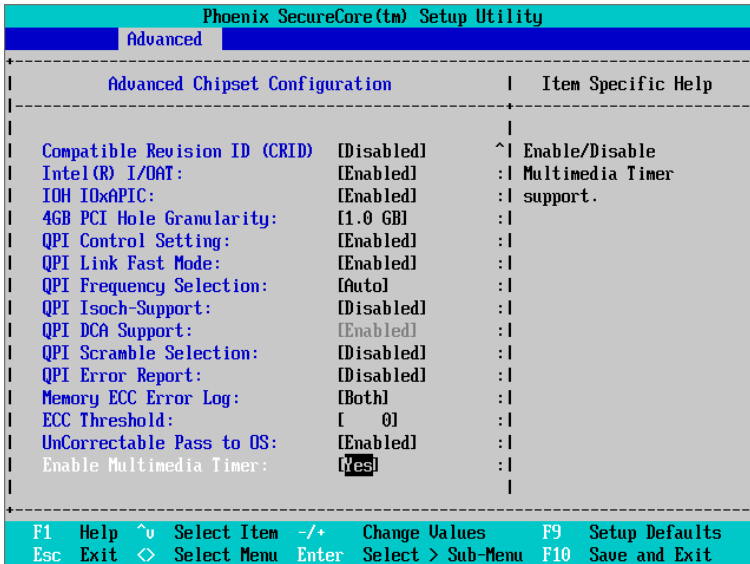 Phoenix SecureCore(tm) Setup Utility
Advanced
Advanced Chipset Configuration
Item Specific Help
Compatible Revision ID (CRID) [Disabled]
Intel(R) I/OAT: [Enabled]
IOH IOxAPIC: [Enabled]
4GB PCI Hole Granularity: [1.0 GB]
QPI Control Setting: [Enabled]
QPI Link Fast Mode: [Enabled]
QPI Frequency Selection: [Auto]
QPI Isoch-Support: [Disabled]
QPI DCA Support: [Enabled]
QPI Scramble Selection: [Disabled]
QPI Error Report: [Disabled]
Memory ECC Error Log: [Both]
ECC Threshold: [ 0]
UnCorrectable Pass to OS: [Enabled]
Enable Multimedia Timer: [Yes]
Enable/Disable
Multimedia Timer
support.
F1 Help ^v Select Item -/+ Change Values F9 Setup Defaults
Esc Exit <> Select Menu Enter Select > Sub-Menu F10 Save and Exit